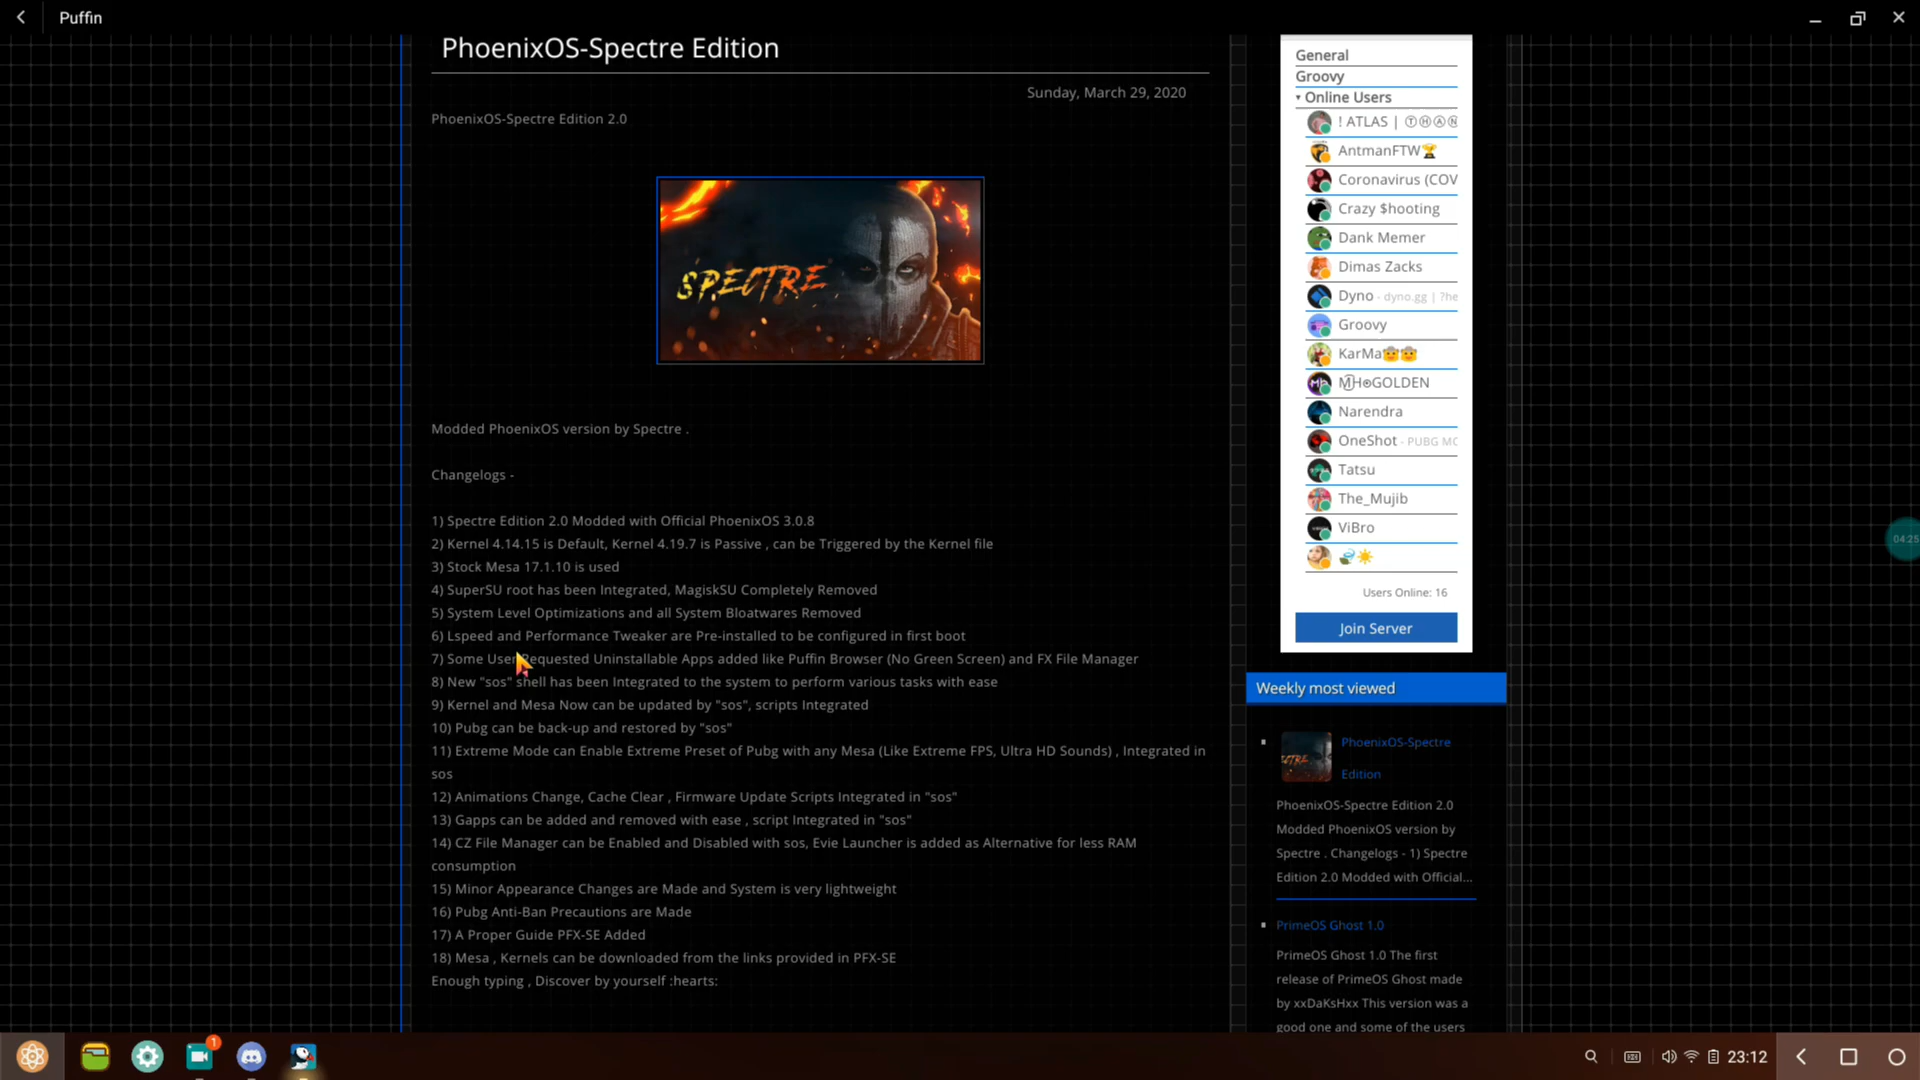 Puffin
PhoenixOS-Spectre Edition
Sunday, March 29, 2020
PhoenixOS-Spectre Edition 2.0
SPECTRE
Modded PhoenixOS version by Spectre .
Changelogs -
1) Spectre Edition 2.0 Modded with Official PhoenixOS 3.0.8
2) Kernel 4.14.15 is Default, Kernel 4.19.7 is Passive , can be Triggered by the Kernel file
3) Stock Mesa 17.1.10 is used
4) SuperSU root has been Integrated, MagiskSU Completely Removed
5) System Level Optimizations and all System Bloatwares Removed
6) Lspeed and Performance Tweaker are Pre-installed to be configured in first boot
7) Some User Requested Uninstallable Apps added like Puffin Browser (No Green Screen) and FX File Manager
8) New "sos" shell has been Integrated to the system to perform various tasks with ease
9) Kernel and Mesa Now can be updated by "sos", scripts Integrated
10) Pubg can be back-up and restored by "sos"
11) Extreme Mode can Enable Extreme Preset of Pubg with any Mesa (Like Extreme FPS, Ultra HD Sounds) , Integrated in
sos
12) Animations Change, Cache Clear , Firmware Update Scripts Integrated in "sos"
13) Gapps can be added and removed with ease , script Integrated in "sos"
14) CZ File Manager can be Enabled and Disabled with sos, Evie Launcher is added as Alternative for less RAM
consumption
15) Minor Appearance Changes are Made and System is very lightweight
16) Pubg Anti-Ban Precautions are Made
17) A Proper Guide PFX-SE Added
18) Mesa , Kernels can be downloaded from the links provided in PFX-SE
Enough typing , Discover by yourself :hearts:
General
Groovy
Online Users
! ATLAS | ⓉⒽⒶⓃ
AntmanFTW🏆
Coronavirus (COV
Crazy $hooting
Dank Memer
Dimas Zacks
Dyno - dyno.gg | ?he
Groovy
KarMa🤠🤠
GOLDEN
Narendra
OneShot - PUBG MO
Tatsu
The_Mujib
ViBro
🍃☀️
Users Online: 16
Join Server
Weekly most viewed
PhoenixOS-Spectre
Edition
PhoenixOS-Spectre Edition 2.0
Modded PhoenixOS version by
Spectre . Changelogs - 1) Spectre
Edition 2.0 Modded with Official...
PrimeOS Ghost 1.0
PrimeOS Ghost 1.0 The first
release of PrimeOS Ghost made
by xxDaKsHxx This version was a
good one and some of the users
04:25
1
23:12